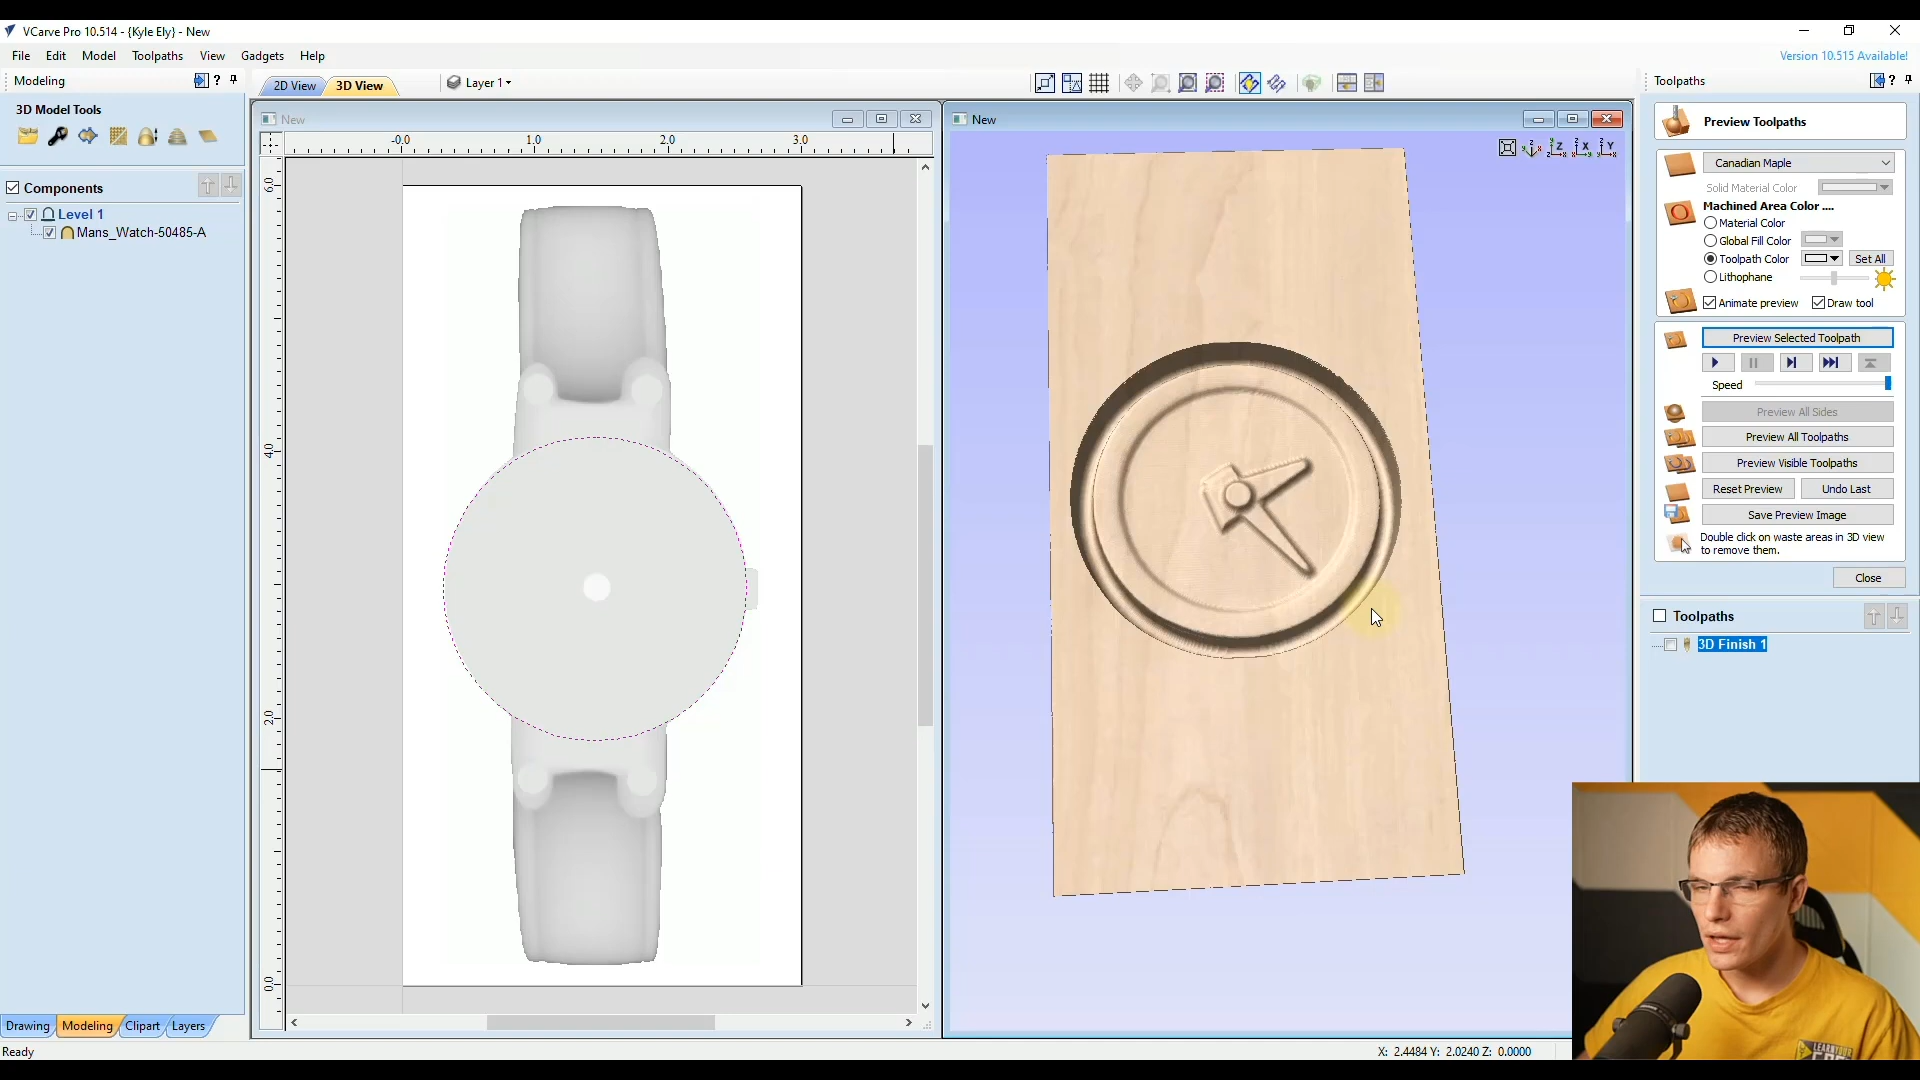 VCarve Pro 10.514 - {Kyle Ely} - New
File Edit Model Toolpaths View Gadgets Help
Version 10.515 Available!
Modeling
2D View
3D View
Layer 1
Toolpaths
3D Model Tools
Components
Level 1
Mans_Watch-50485-A
New
-0.0 1.0 2.0 3.0
6.0
4.0
2.0
0.0
New
Z X Y
Preview Toolpaths
Canadian Maple
Solid Material Color
Machined Area Color ....
Material Color
Global Fill Color
Toolpath Color
Set All
Lithophane
Animate preview
Draw tool
Preview Selected Toolpath
Speed
Preview All Sides
Preview All Toolpaths
Preview Visible Toolpaths
Reset Preview
Undo Last
Save Preview Image
Double click on waste areas in 3D view
to remove them.
Close
Toolpaths
3D Finish 1
Drawing Modeling Clipart Layers
Ready
X: 2.4484 Y: 2.0240 Z: 0.0000